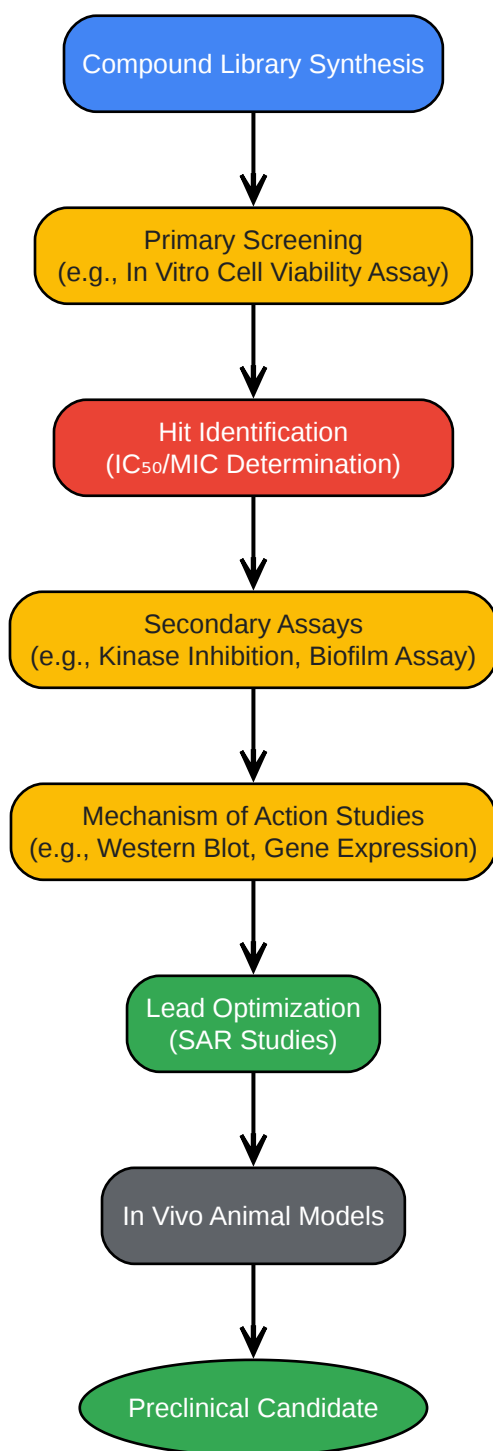 Compound Library Synthesis
Primary Screening
(e.g., In Vitro Cell Viability Assay)
Hit Identification
(IC₅₀/MIC Determination)
Secondary Assays
(e.g., Kinase Inhibition, Biofilm Assay)
Mechanism of Action Studies
(e.g., Western Blot, Gene Expression)
Lead Optimization
(SAR Studies)
In Vivo Animal Models
Preclinical Candidate